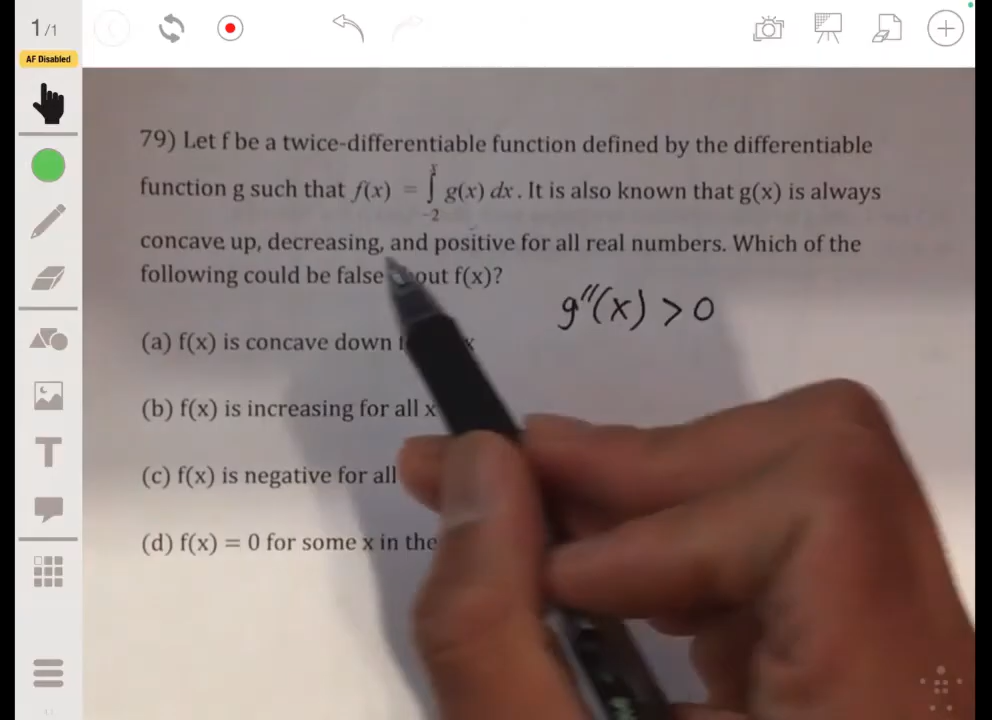 1/1
AF Disabled
79) Let f be a twice-differentiable function defined by the differentiable
function g such that f(x) = ∫_{-2}^{x} g(x) dx. It is also known that g(x) is always
concave up, decreasing, and positive for all real numbers. Which of the
following could be false about f(x)?
g''(x) > 0
(a) f(x) is concave down x
(b) f(x) is increasing for all x
(c) f(x) is negative for all
(d) f(x) = 0 for some x in the
T